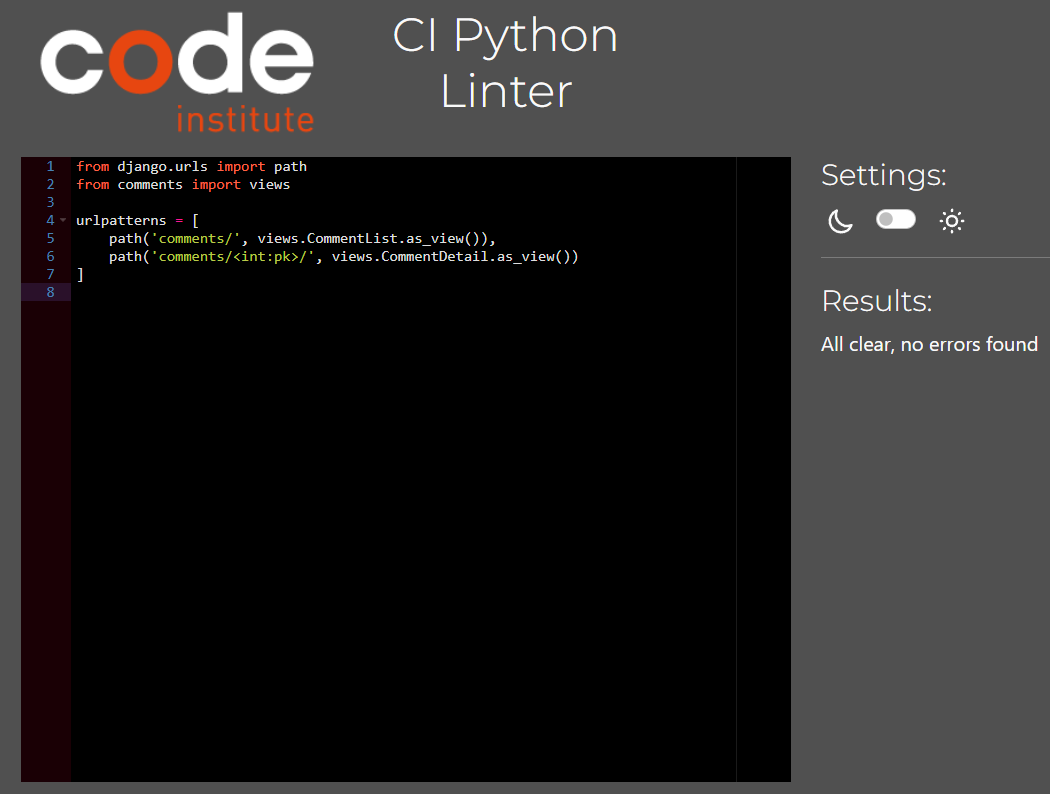 code
institute
CI Python
Linter
1 from django.urls import path
2 from comments import views
3
4 urlpatterns = [
5     path('comments/', views.CommentList.as_view()),
6     path('comments/<int:pk>/', views.CommentDetail.as_view())
7 ]
8
Settings:
Results:
All clear, no errors found